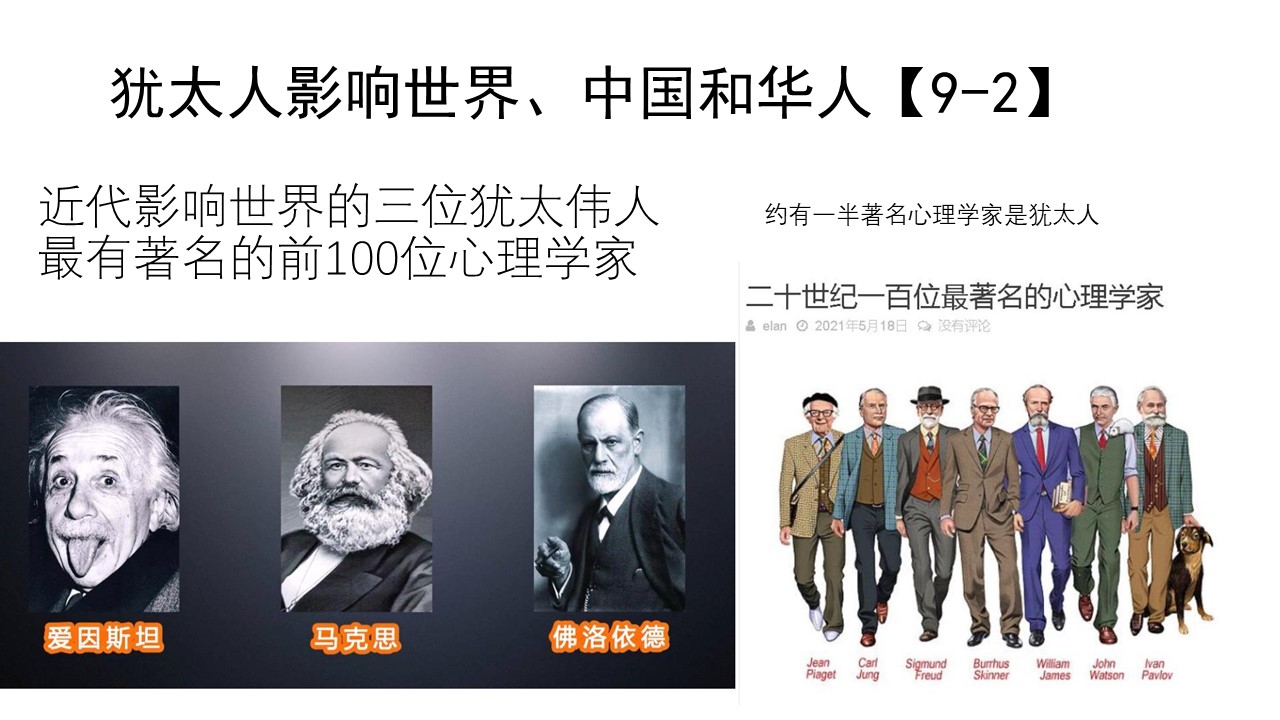 犹太人影响世界、中国和华人【9-2】
近代影响世界的三位犹太伟人
最有著名的前100位心理学家
约有一半著名心理学家是犹太人
二十世纪一百位最著名的心理学家
elan 2021年5月18日 没有评论
爱因斯坦
马克思
佛洛依德
Jean Piaget
Carl Jung
Sigmund Freud
Burrhus Skinner
William James
John Watson
Ivan Pavlov